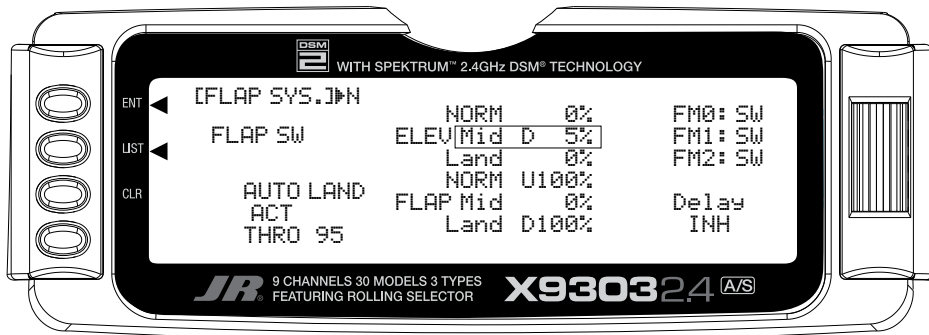 DSM 2 WITH SPEKTRUM™ 2.4GHz DSM® TECHNOLOGY
ENT
LIST
CLR
[FLAP SYS.]▶N
FLAP SW
AUTO LAND
ACT
THRO 95
NORM 0%
ELEV Mid D 5%
Land 0%
NORM U100%
FLAP Mid 0%
Land D100%
FM0: SW
FM1: SW
FM2: SW
Delay
INH
JR® 9 CHANNELS 30 MODELS 3 TYPES
FEATURING ROLLING SELECTOR
X9303 2.4 A/S